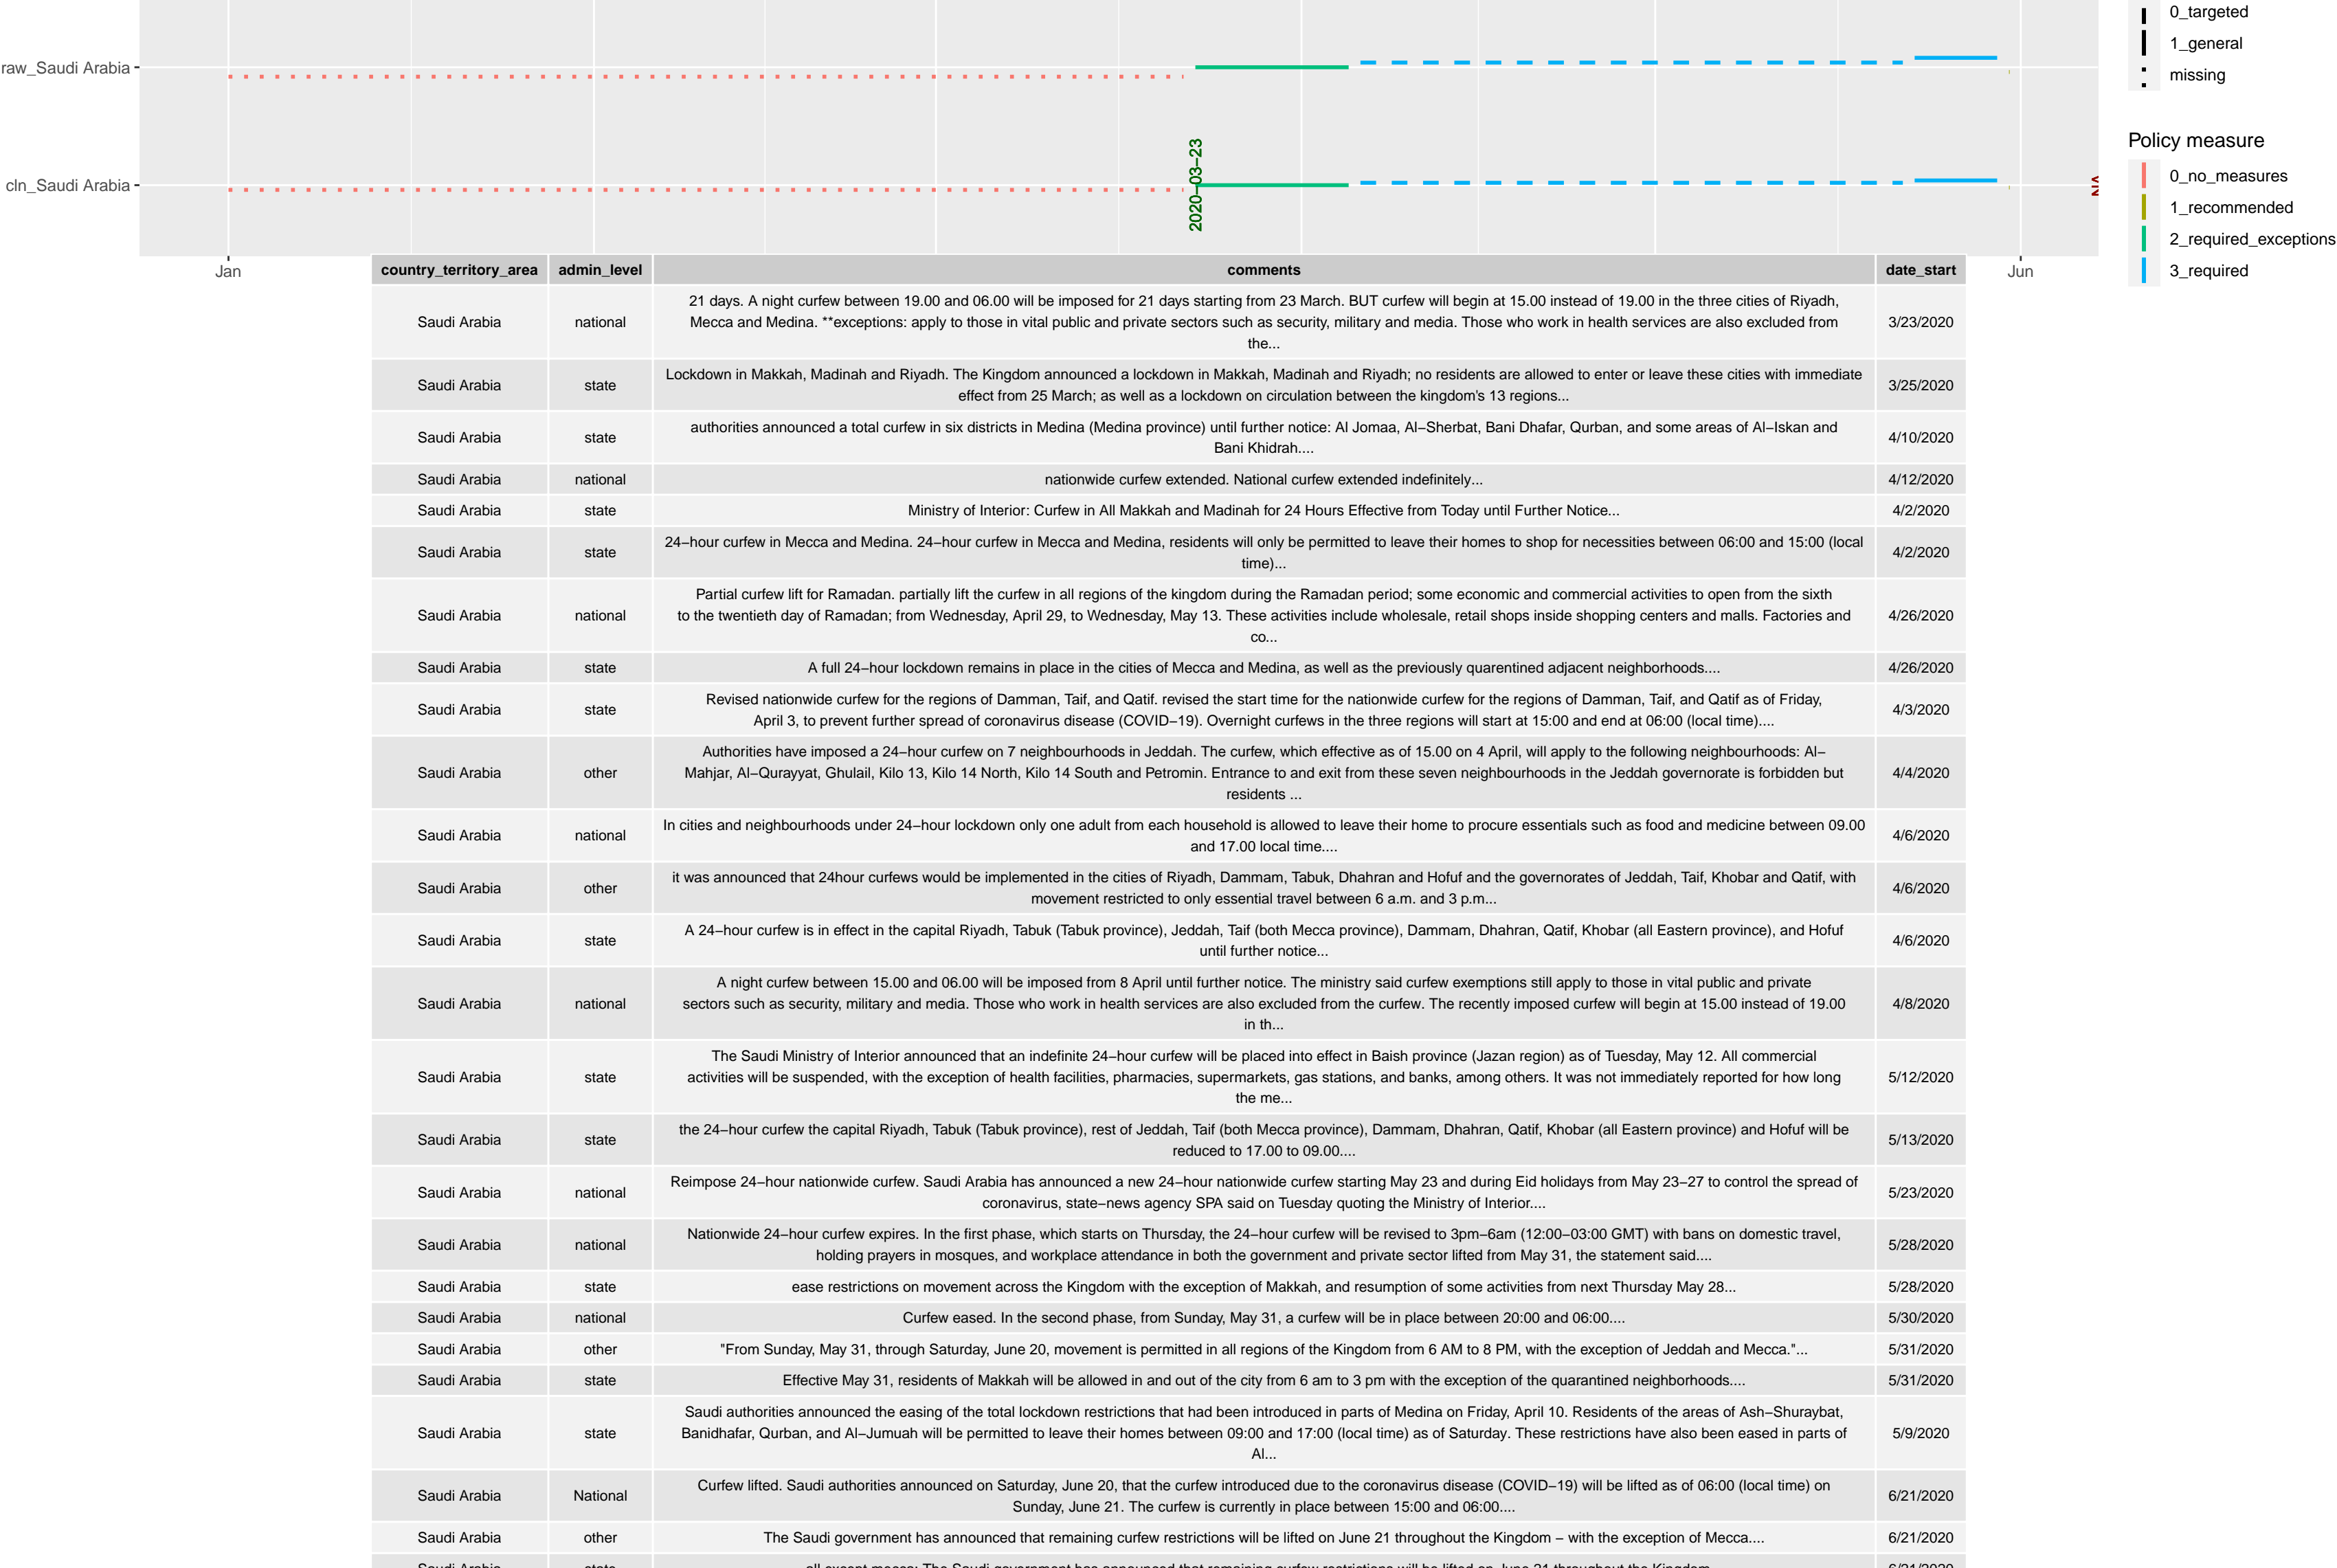 0_targeted
raw_Saudi Arabia
1_general
missing
2020−03−23
Policy measure
cln_Saudi Arabia
0_no_measures
1_recommended
2_required_exceptions
3_required
Jan
Jun
country_territory_area admin_level comments date_start
21 days. A night curfew between 19.00 and 06.00 will be imposed for 21 days starting from 23 March. BUT curfew will begin at 15.00 instead of 19.00 in the three cities of Riyadh,
Saudi Arabia national Mecca and Medina. **exceptions: apply to those in vital public and private sectors such as security, military and media. Those who work in health services are also excluded from 3/23/2020
the...
Lockdown in Makkah, Madinah and Riyadh. The Kingdom announced a lockdown in Makkah, Madinah and Riyadh; no residents are allowed to enter or leave these cities with immediate
Saudi Arabia state effect from 25 March; as well as a lockdown on circulation between the kingdom's 13 regions... 3/25/2020
authorities announced a total curfew in six districts in Medina (Medina province) until further notice: Al Jomaa, Al−Sherbat, Bani Dhafar, Qurban, and some areas of Al−Iskan and
Saudi Arabia state Bani Khidrah.... 4/10/2020
Saudi Arabia national nationwide curfew extended. National curfew extended indefinitely... 4/12/2020
Saudi Arabia state Ministry of Interior: Curfew in All Makkah and Madinah for 24 Hours Effective from Today until Further Notice... 4/2/2020
24−hour curfew in Mecca and Medina. 24−hour curfew in Mecca and Medina, residents will only be permitted to leave their homes to shop for necessities between 06:00 and 15:00 (local
Saudi Arabia state time)... 4/2/2020
Partial curfew lift for Ramadan. partially lift the curfew in all regions of the kingdom during the Ramadan period; some economic and commercial activities to open from the sixth
Saudi Arabia national to the twentieth day of Ramadan; from Wednesday, April 29, to Wednesday, May 13. These activities include wholesale, retail shops inside shopping centers and malls. Factories and 4/26/2020
co...
Saudi Arabia state A full 24−hour lockdown remains in place in the cities of Mecca and Medina, as well as the previously quarentined adjacent neighborhoods.... 4/26/2020
Revised nationwide curfew for the regions of Damman, Taif, and Qatif. revised the start time for the nationwide curfew for the regions of Damman, Taif, and Qatif as of Friday,
Saudi Arabia state April 3, to prevent further spread of coronavirus disease (COVID−19). Overnight curfews in the three regions will start at 15:00 and end at 06:00 (local time).... 4/3/2020
Authorities have imposed a 24−hour curfew on 7 neighbourhoods in Jeddah. The curfew, which effective as of 15.00 on 4 April, will apply to the following neighbourhoods: Al−
Saudi Arabia other Mahjar, Al−Qurayyat, Ghulail, Kilo 13, Kilo 14 North, Kilo 14 South and Petromin. Entrance to and exit from these seven neighbourhoods in the Jeddah governorate is forbidden but 4/4/2020
residents ...
In cities and neighbourhoods under 24−hour lockdown only one adult from each household is allowed to leave their home to procure essentials such as food and medicine between 09.00
Saudi Arabia national and 17.00 local time.... 4/6/2020
it was announced that 24hour curfews would be implemented in the cities of Riyadh, Dammam, Tabuk, Dhahran and Hofuf and the governorates of Jeddah, Taif, Khobar and Qatif, with
Saudi Arabia other movement restricted to only essential travel between 6 a.m. and 3 p.m... 4/6/2020
A 24−hour curfew is in effect in the capital Riyadh, Tabuk (Tabuk province), Jeddah, Taif (both Mecca province), Dammam, Dhahran, Qatif, Khobar (all Eastern province), and Hofuf
Saudi Arabia state until further notice... 4/6/2020
A night curfew between 15.00 and 06.00 will be imposed from 8 April until further notice. The ministry said curfew exemptions still apply to those in vital public and private
Saudi Arabia national sectors such as security, military and media. Those who work in health services are also excluded from the curfew. The recently imposed curfew will begin at 15.00 instead of 19.00 4/8/2020
in th...
The Saudi Ministry of Interior announced that an indefinite 24−hour curfew will be placed into effect in Baish province (Jazan region) as of Tuesday, May 12. All commercial
Saudi Arabia state activities will be suspended, with the exception of health facilities, pharmacies, supermarkets, gas stations, and banks, among others. It was not immediately reported for how long 5/12/2020
the me...
the 24−hour curfew the capital Riyadh, Tabuk (Tabuk province), rest of Jeddah, Taif (both Mecca province), Dammam, Dhahran, Qatif, Khobar (all Eastern province) and Hofuf will be
Saudi Arabia state reduced to 17.00 to 09.00.... 5/13/2020
Reimpose 24−hour nationwide curfew. Saudi Arabia has announced a new 24−hour nationwide curfew starting May 23 and during Eid holidays from May 23−27 to control the spread of
Saudi Arabia national coronavirus, state−news agency SPA said on Tuesday quoting the Ministry of Interior.... 5/23/2020
Nationwide 24−hour curfew expires. In the first phase, which starts on Thursday, the 24−hour curfew will be revised to 3pm−6am (12:00−03:00 GMT) with bans on domestic travel,
Saudi Arabia national holding prayers in mosques, and workplace attendance in both the government and private sector lifted from May 31, the statement said.... 5/28/2020
Saudi Arabia state ease restrictions on movement across the Kingdom with the exception of Makkah, and resumption of some activities from next Thursday May 28... 5/28/2020
Saudi Arabia national Curfew eased. In the second phase, from Sunday, May 31, a curfew will be in place between 20:00 and 06:00.... 5/30/2020
Saudi Arabia other "From Sunday, May 31, through Saturday, June 20, movement is permitted in all regions of the Kingdom from 6 AM to 8 PM, with the exception of Jeddah and Mecca."... 5/31/2020
Saudi Arabia state Effective May 31, residents of Makkah will be allowed in and out of the city from 6 am to 3 pm with the exception of the quarantined neighborhoods.... 5/31/2020
Saudi authorities announced the easing of the total lockdown restrictions that had been introduced in parts of Medina on Friday, April 10. Residents of the areas of Ash−Shuraybat,
Saudi Arabia state Banidhafar, Qurban, and Al−Jumuah will be permitted to leave their homes between 09:00 and 17:00 (local time) as of Saturday. These restrictions have also been eased in parts of 5/9/2020
Al...
Curfew lifted. Saudi authorities announced on Saturday, June 20, that the curfew introduced due to the coronavirus disease (COVID−19) will be lifted as of 06:00 (local time) on
Saudi Arabia National Sunday, June 21. The curfew is currently in place between 15:00 and 06:00.... 6/21/2020
Saudi Arabia other The Saudi government has announced that remaining curfew restrictions will be lifted on June 21 throughout the Kingdom − with the exception of Mecca.... 6/21/2020
Saudi Arabia state all except mecca: The Saudi government has announced that remaining curfew restrictions will be lifted on June 21 throughout the Kingdom 6/21/2020